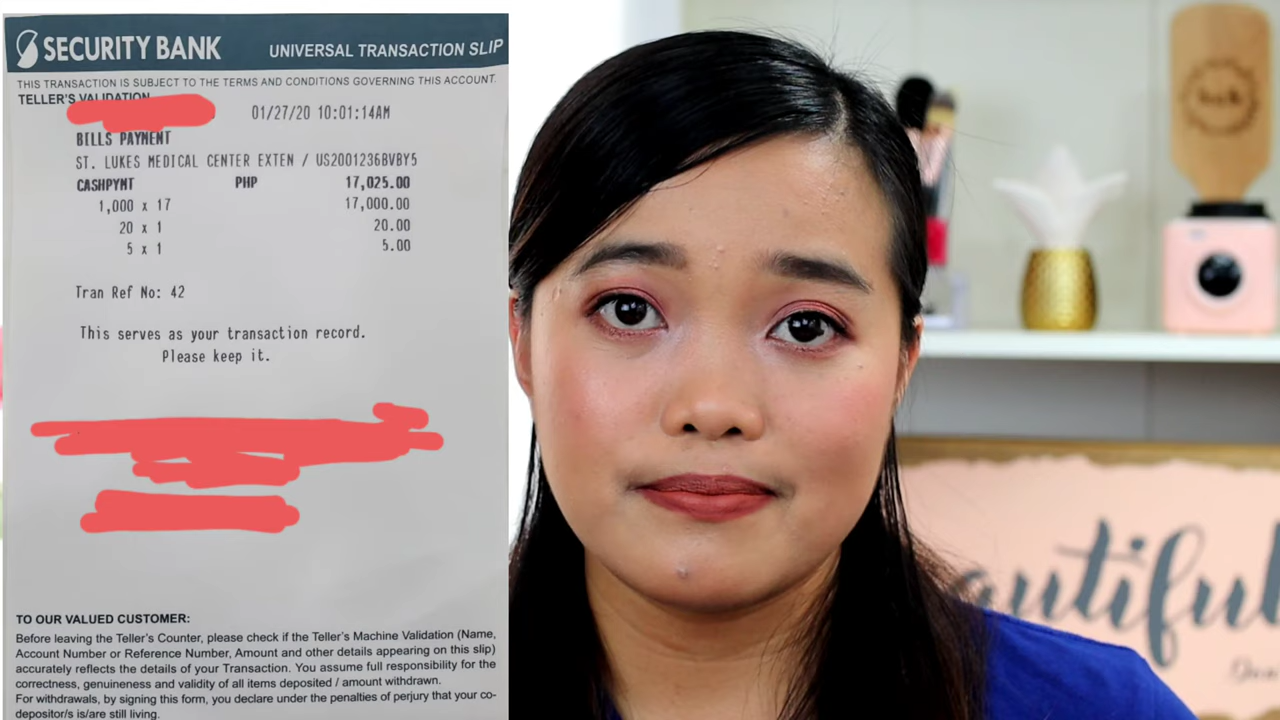 SECURITY BANK
UNIVERSAL TRANSACTION SLIP
THIS TRANSACTION IS SUBJECT TO THE TERMS AND CONDITIONS GOVERNING THIS ACCOUNT.
TELLER'S VALIDATION
01/27/20 10:01:14AM
BILLS PAYMENT
ST. LUKES MEDICAL CENTER EXTEN / US2001236BVBY5
CASHPYNT PHP 17,025.00
1,000 x 17 17,000.00
20 x 1 20.00
5 x 1 5.00
Tran Ref No: 42
This serves as your transaction record.
Please keep it.
TO OUR VALUED CUSTOMER:
Before leaving the Teller's Counter, please check if the Teller's Machine Validation (Name,
Account Number or Reference Number, Amount and other details appearing on this slip)
accurately reflects the details of your Transaction. You assume full responsibility for the
correctness, genuineness and validity of all items deposited / amount withdrawn.
For withdrawals, by signing this form, you declare under the penalties of perjury that your co-
depositor/s is/are still living.
autiful